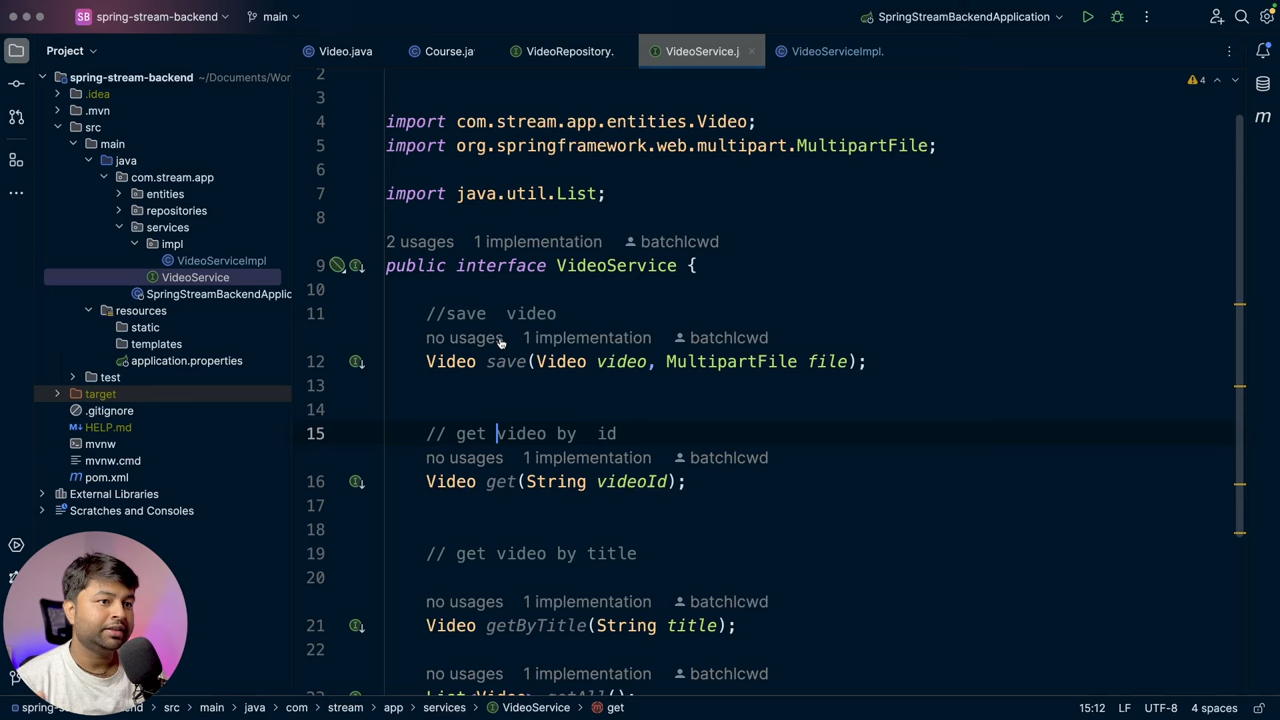 SB spring-stream-backend main SpringStreamBackendApplication
Project
Video.java Course.ja VideoRepository. VideoService.j VideoServiceImpl.
spring-stream-backend ~/Documents/Wor
.idea
.mvn
src
main
java
com.stream.app
entities
repositories
services
impl
VideoServiceImpl
VideoService
SpringStreamBackendApplic
resources
static
templates
application.properties
test
target
.gitignore
HELP.md
mvnw
mvnw.cmd
pom.xml
External Libraries
Scratches and Consoles
4
2
3
4 import com.stream.app.entities.Video;
5 import org.springframework.web.multipart.MultipartFile;
6
7 import java.util.List;
8
2 usages 1 implementation batchlcwd
9 public interface VideoService {
10
11 //save video
no usages 1 implementation batchlcwd
12 Video save(Video video, MultipartFile file);
13
14
15 // get video by id
no usages 1 implementation batchlcwd
16 Video get(String videoId);
17
18
19 // get video by title
20
no usages 1 implementation batchlcwd
21 Video getByTitle(String title);
22
no usages 1 implementation batchlcwd
23 List<Video> getAll();
m
src main java com stream app services VideoService get 15:12 LF UTF-8 4 spaces